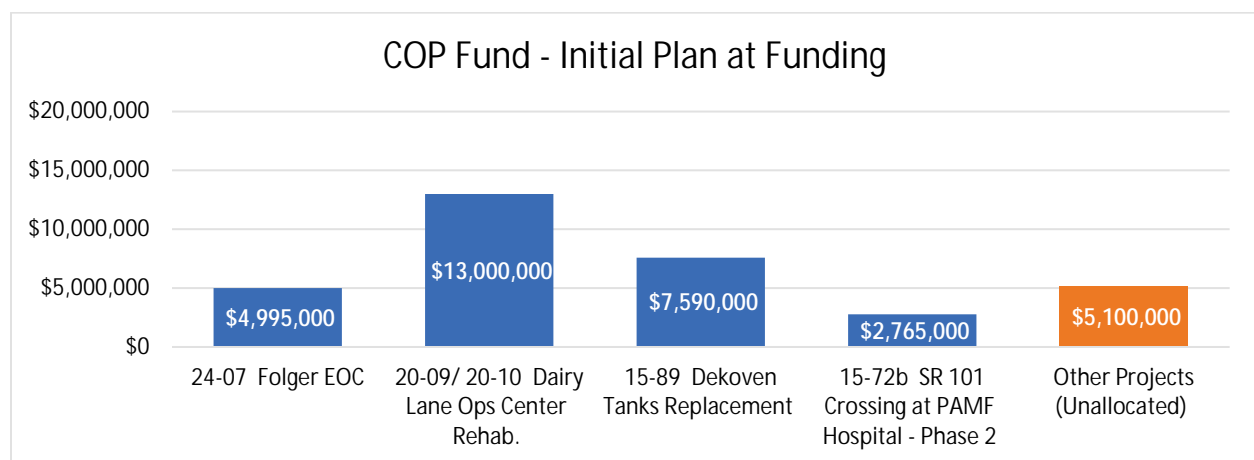 COP Fund - Initial Plan at Funding
$20,000,000
$15,000,000
$10,000,000
$5,000,000
$0
$4,995,000
$13,000,000
$7,590,000
$2,765,000
$5,100,000
24-07 Folger EOC
20-09/ 20-10 Dairy
Lane Ops Center
Rehab.
15-89 Dekoven
Tanks Replacement
15-72b SR 101
Crossing at PAMF
Hospital - Phase 2
Other Projects
(Unallocated)